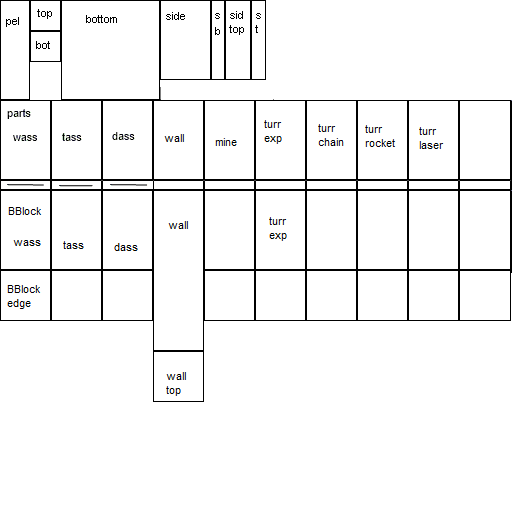 pel
top
bot
bottom
side
s
b
sid
top
s
t
parts
wass
tass
dass
wall
mine
turr
exp
turr
chain
turr
rocket
turr
laser
BBlock
wass
tass
dass
wall
turr
exp
BBlock
edge
wall
top